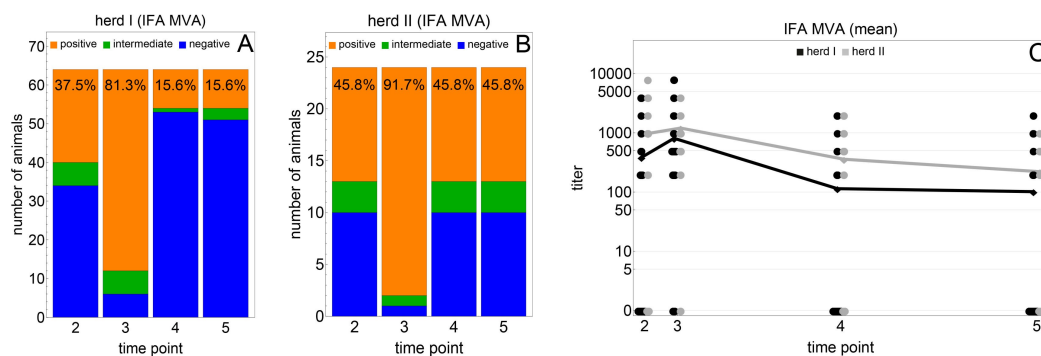 herd I (IFA MVA)
A
positive intermediate negative
70
60
50
40
30
20
10
0
37.5% 81.3% 15.6% 15.6%
number of animals
2 3 4 5
time point
herd II (IFA MVA)
B
positive intermediate negative
25
20
15
10
5
0
45.8% 91.7% 45.8% 45.8%
number of animals
2 3 4 5
time point
IFA MVA (mean)
C
herd I herd II
10000
5000
1000
500
100
50
10
5
0
titer
2 3 4 5
time point